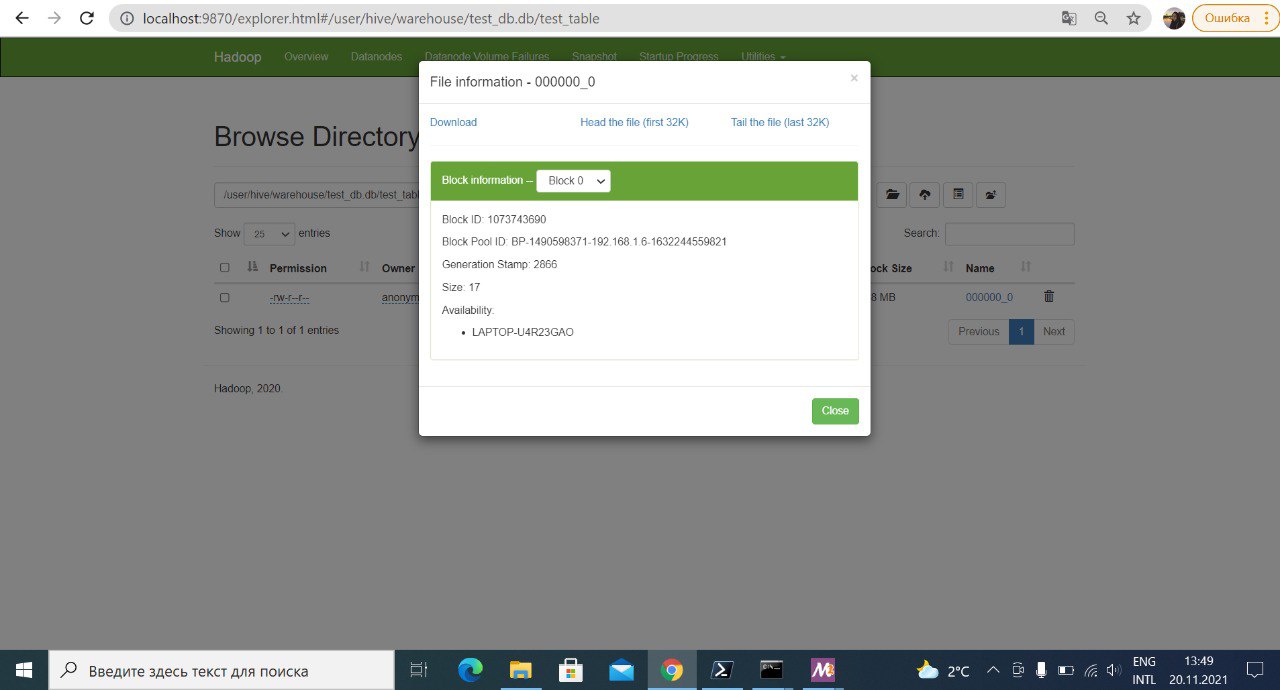 localhost:9870/explorer.html#/user/hive/warehouse/test_db.db/test_table
Ошибка
Hadoop Overview Datanodes Datanode Volume Failures Snapshot Startup Progress Utilities
File information - 000000_0 ×
Download Head the file (first 32K) Tail the file (last 32K)
Browse Directory
Block information -- Block 0
/user/hive/warehouse/test_db.db/test_tabl
Block ID: 1073743690
Block Pool ID: BP-1490598371-192.168.1.6-1632244559821
Generation Stamp: 2866
Size: 17
Availability:
LAPTOP-U4R23GAO
Close
Show 25 entries Search:
Permission Owner ock Size Name
-rw-r--r-- anonym 8 MB 000000_0
Showing 1 to 1 of 1 entries Previous 1 Next
Hadoop, 2020.
Введите здесь текст для поиска
2°C ENG INTL 13:49 20.11.2021